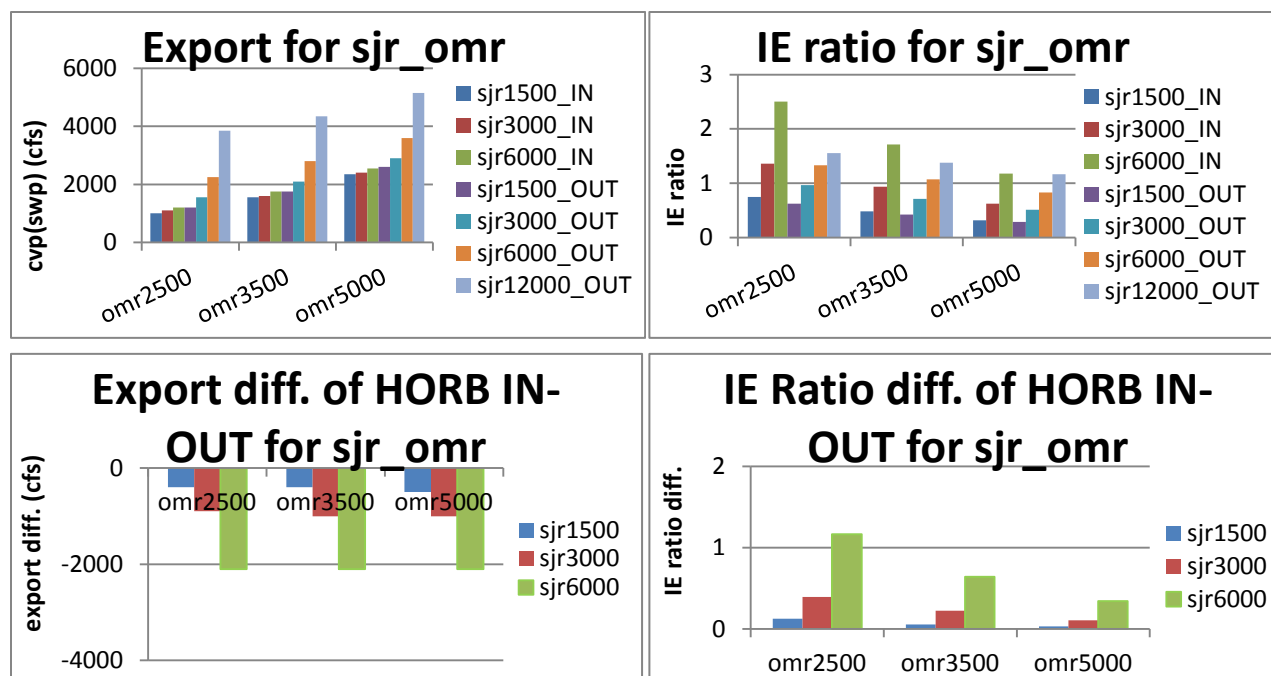 Export for sjr_omr
6000
4000
2000
0
cvp(swp) (cfs)
omr2500
omr3500
omr5000
sjr1500_IN
sjr3000_IN
sjr6000_IN
sjr1500_OUT
sjr3000_OUT
sjr6000_OUT
sjr12000_OUT
IE ratio for sjr_omr
3
2
1
0
IE ratio
omr2500
omr3500
omr5000
sjr1500_IN
sjr3000_IN
sjr6000_IN
sjr1500_OUT
sjr3000_OUT
sjr6000_OUT
sjr12000_OUT
Export diff. of HORB IN-
OUT for sjr_omr
0
-2000
-4000
export diff. (cfs)
omr2500
omr3500
omr5000
sjr1500
sjr3000
sjr6000
IE Ratio diff. of HORB IN-
OUT for sjr_omr
2
1
0
IE ratio diff.
omr2500
omr3500
omr5000
sjr1500
sjr3000
sjr6000